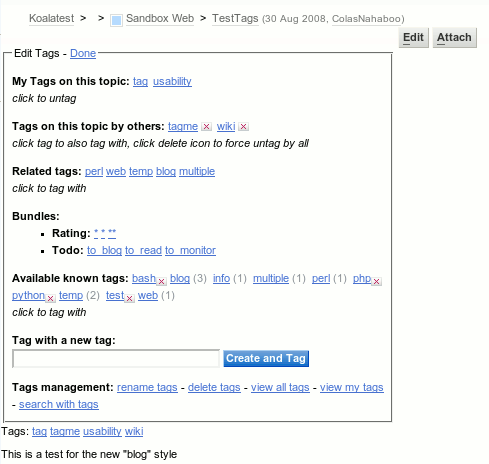 Koalatest > > Sandbox Web > TestTags (30 Aug 2008, ColasNahaboo)
Edit Attach
Edit Tags - Done
My Tags on this topic: tag usability
click to untag
Tags on this topic by others: tagme wiki
click tag to also tag with, click delete icon to force untag by all
Related tags: perl web temp blog multiple
click to tag with
Bundles:
Rating: * * **
Todo: to_blog to_read to_monitor
Available known tags: bash blog (3) info (1) multiple (1) perl (1) php
python temp (2) test web (1)
click to tag with
Tag with a new tag:
Create and Tag
Tags management: rename tags - delete tags - view all tags - view my tags
- search with tags
Tags: tag tagme usability wiki
This is a test for the new "blog" style